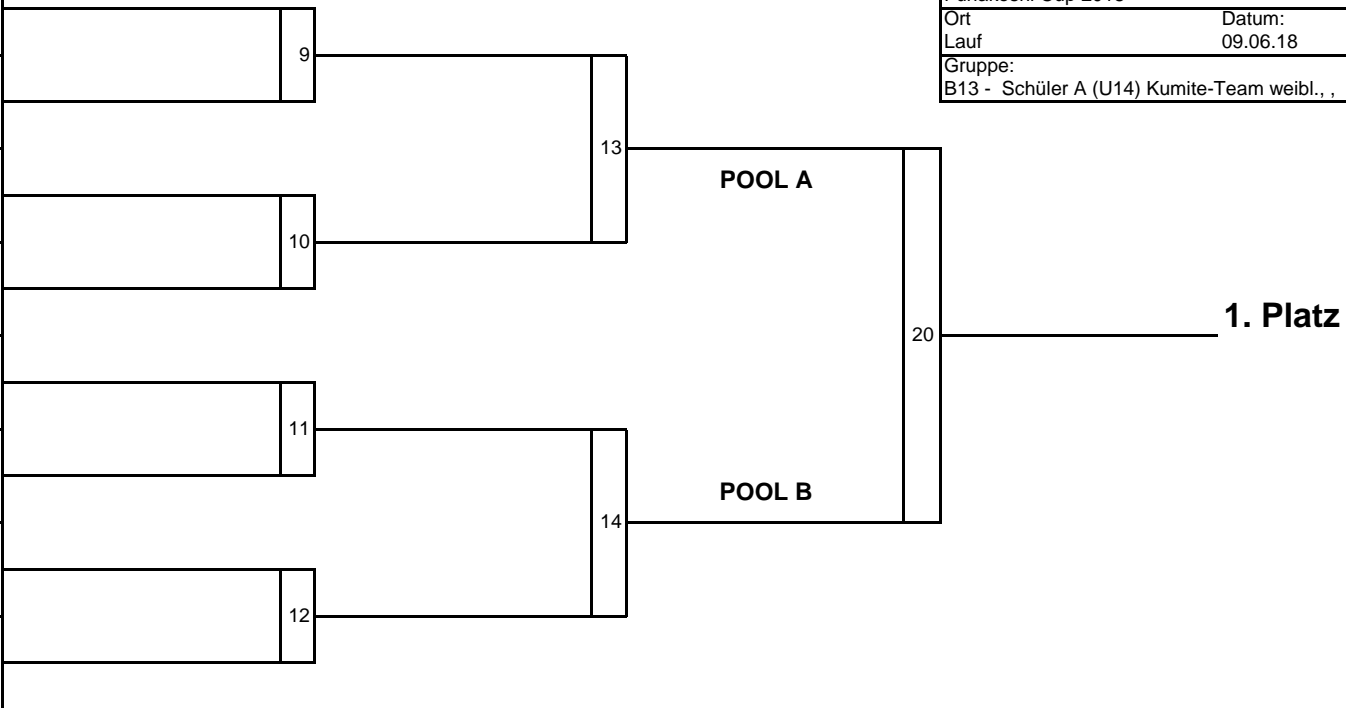 Ort Datum:
Lauf 09.06.18
Gruppe:
B13 - Schüler A (U14) Kumite-Team weibl., ,
9
13
POOL A
10
1. Platz
20
11
POOL B
14
12